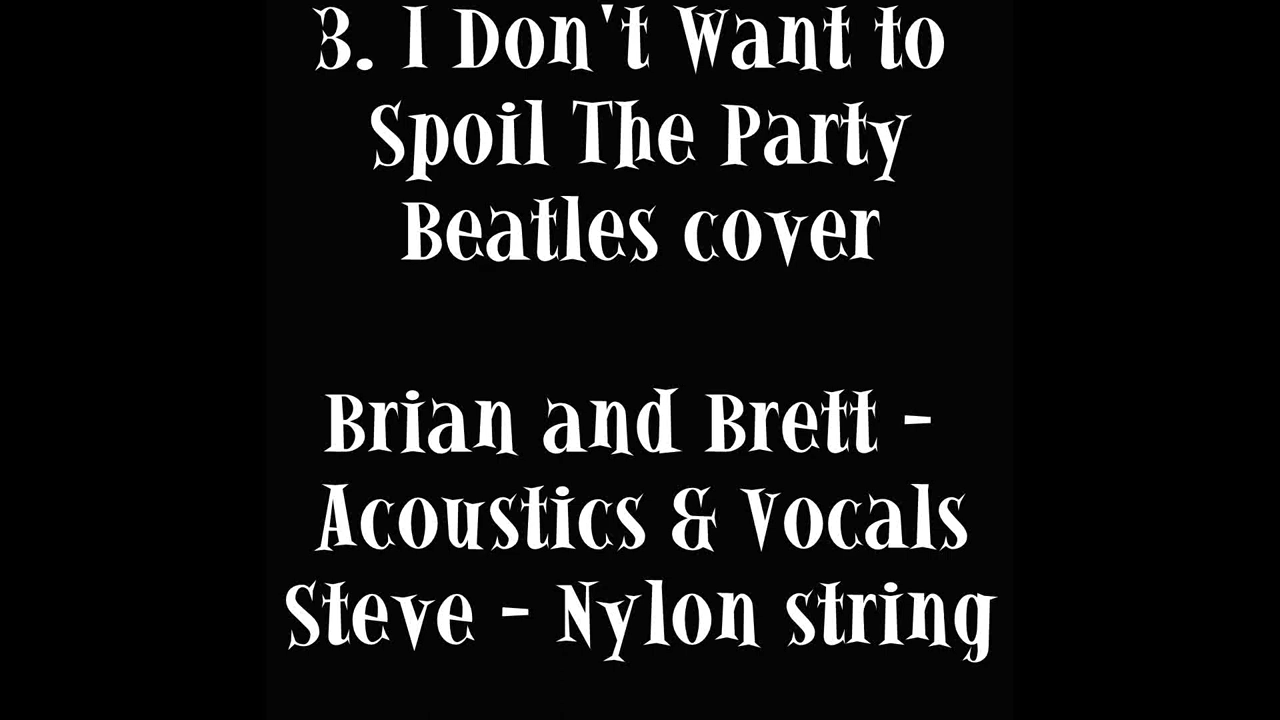 3. I Don't Want to
Spoil The Party
Beatles cover
Brian and Brett -
Acoustics & Vocals
Steve - Nylon string